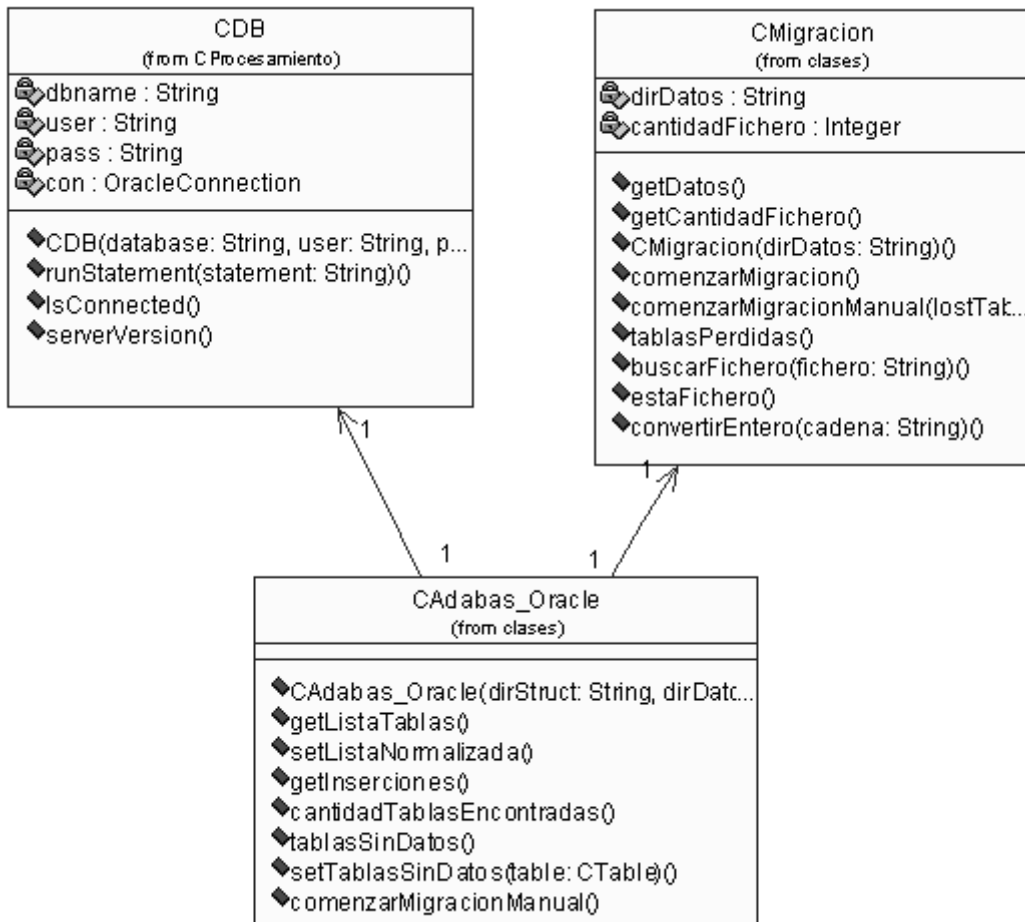 CDB
(from CProcesamiento)
dbname : String
user : String
pass : String
con : OracleConnection
CDB(database: String, user: String, p...
runStatement(statement: String)()
IsConnected()
serverVersion()
CMigracion
(from clases)
dirDatos : String
cantidadFichero : Integer
getDatos()
getCantidadFichero()
CMigracion(dirDatos: String)()
comenzarMigracion()
comenzarMigracionManual(lostTab...
tablasPerdidas()
buscarFichero(fichero: String)()
estaFichero()
convertirEntero(cadena: String)()
1
1
1
1
CAdabas_Oracle
(from clases)
CAdabas_Oracle(dirStruct: String, dirDato...
getListaTablas()
setListaNormalizada()
getInserciones()
cantidadTablasEncontradas()
tablasSinDatos()
setTablasSinDatos(table: CTable)()
comenzarMigracionManual()